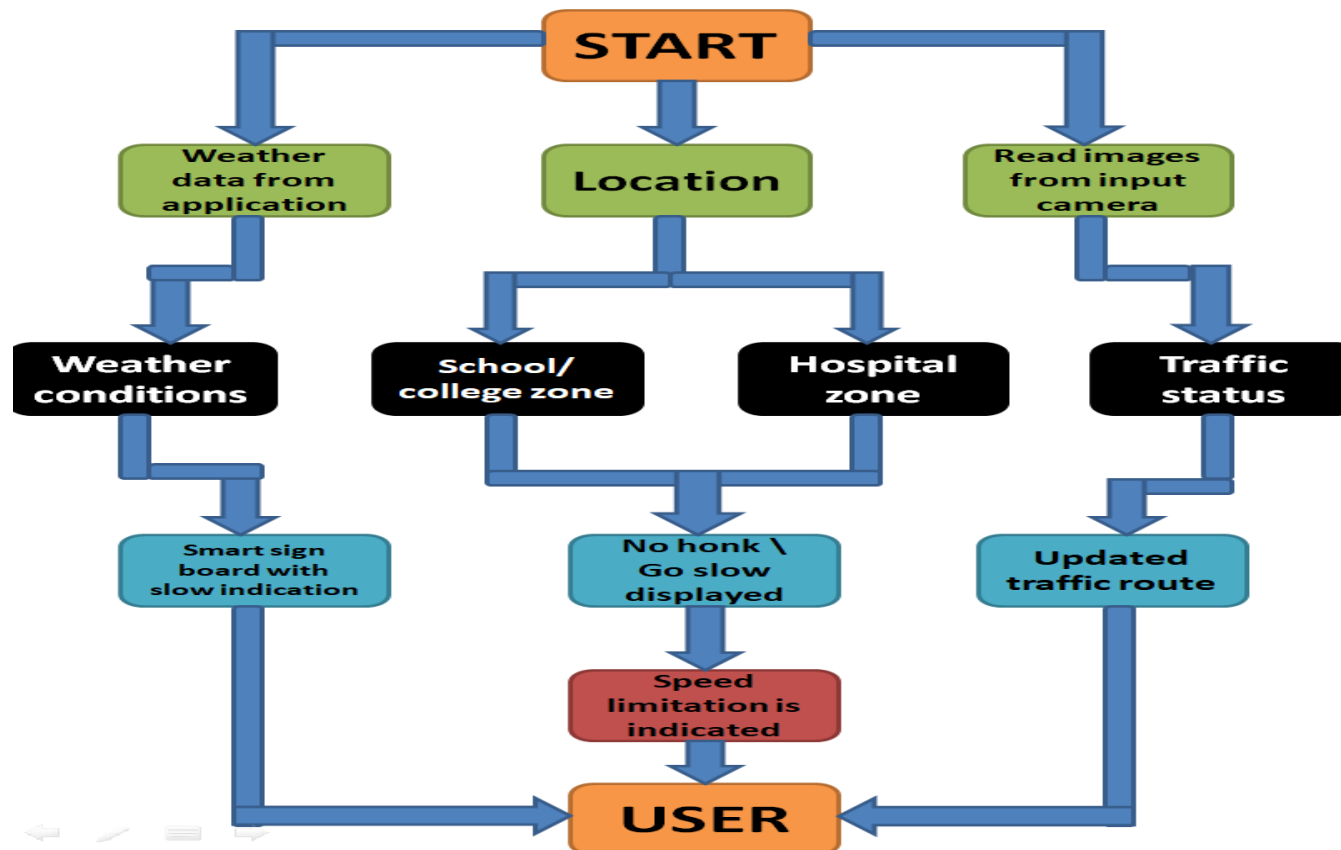 START
Weather
data from
application
Location
Read images
from input
camera
Weather
conditions
School/
college zone
Hospital
zone
Traffic
status
Smart sign
board with
slow indication
No honk \
Go slow
displayed
Updated
traffic route
Speed
limitation is
indicated
USER